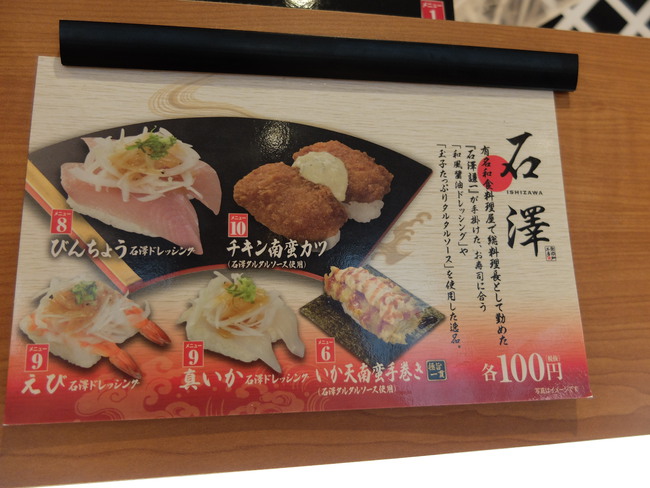 メニュー
1
石澤
ISHIZAWA
有名和食料理屋で総料理長として勤めた
『石澤謙一』が手掛けた、お寿司に合う
「和風醤油ドレッシング」や
「玉子たっぷりタルタルソース」を使用した逸品。
メニュー
8
びんちょう 石澤ドレッシング
メニュー
10
チキン南蛮カツ
(石澤タルタルソース使用)
メニュー
9
えび 石澤ドレッシング
メニュー
9
真いか 石澤ドレッシング
メニュー
6
いか天南蛮手巻き
(石澤タルタルソース使用)
一貫
各100円
写真はイメージです